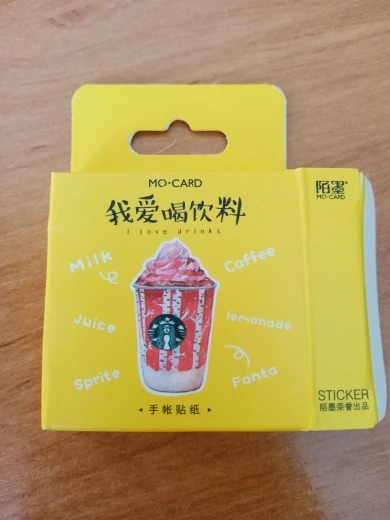 MO·CARD
我爱喝饮料
I love drinks
Milk
Coffee
Juice
lemonade
Sprite
Fanta
手帐贴纸
陌墨®
MO·CARD
STICKER
陌墨荣誉出品